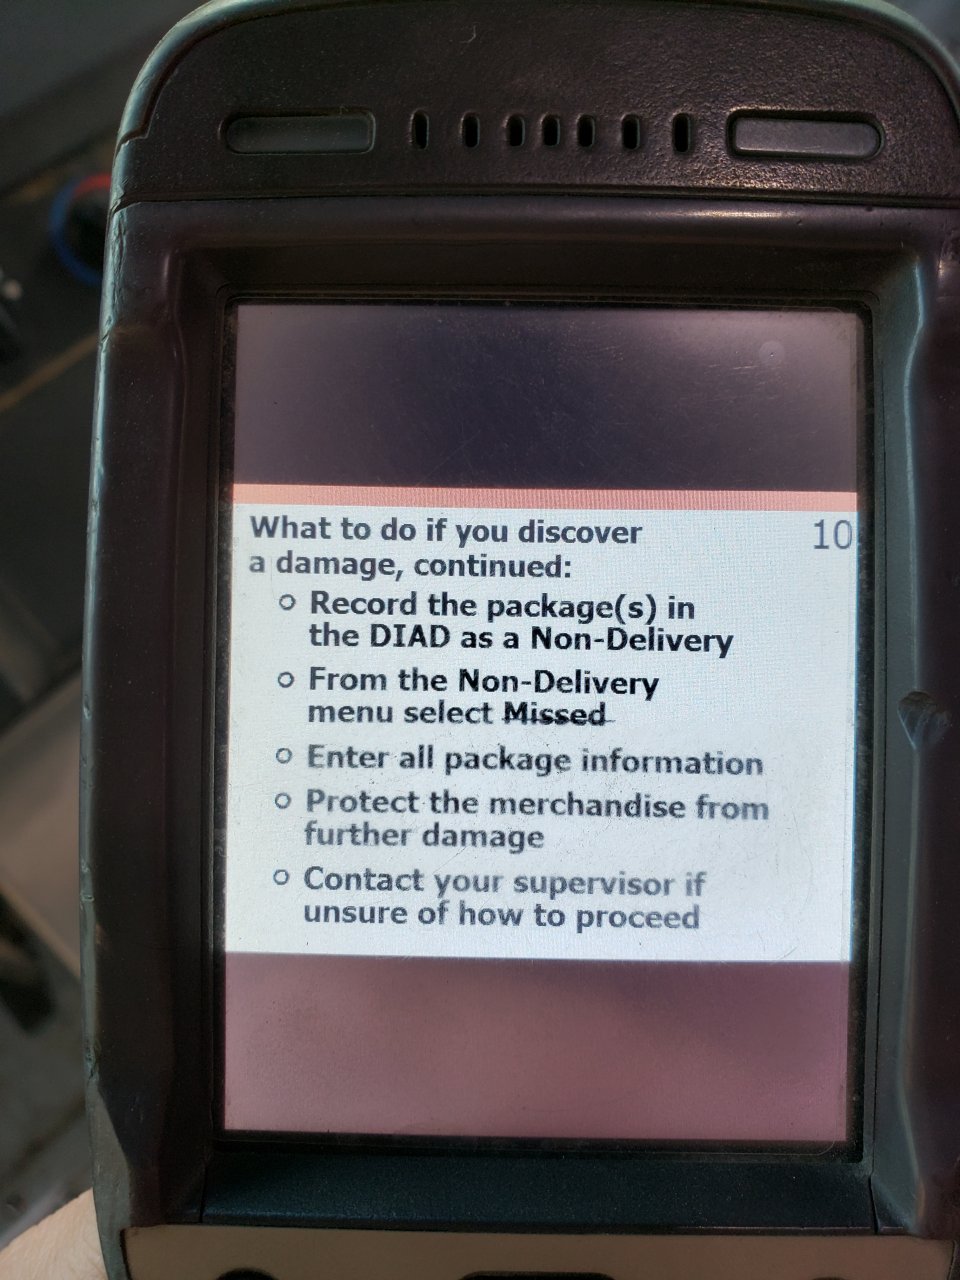 What to do if you discover
10
a damage, continued:
o Record the package(s) in
the DIAD as a Non-Delivery
o From the Non-Delivery
menu select Missed
o Enter all package information
o Protect the merchandise from
further damage
o Contact your supervisor if
unsure of how to proceed